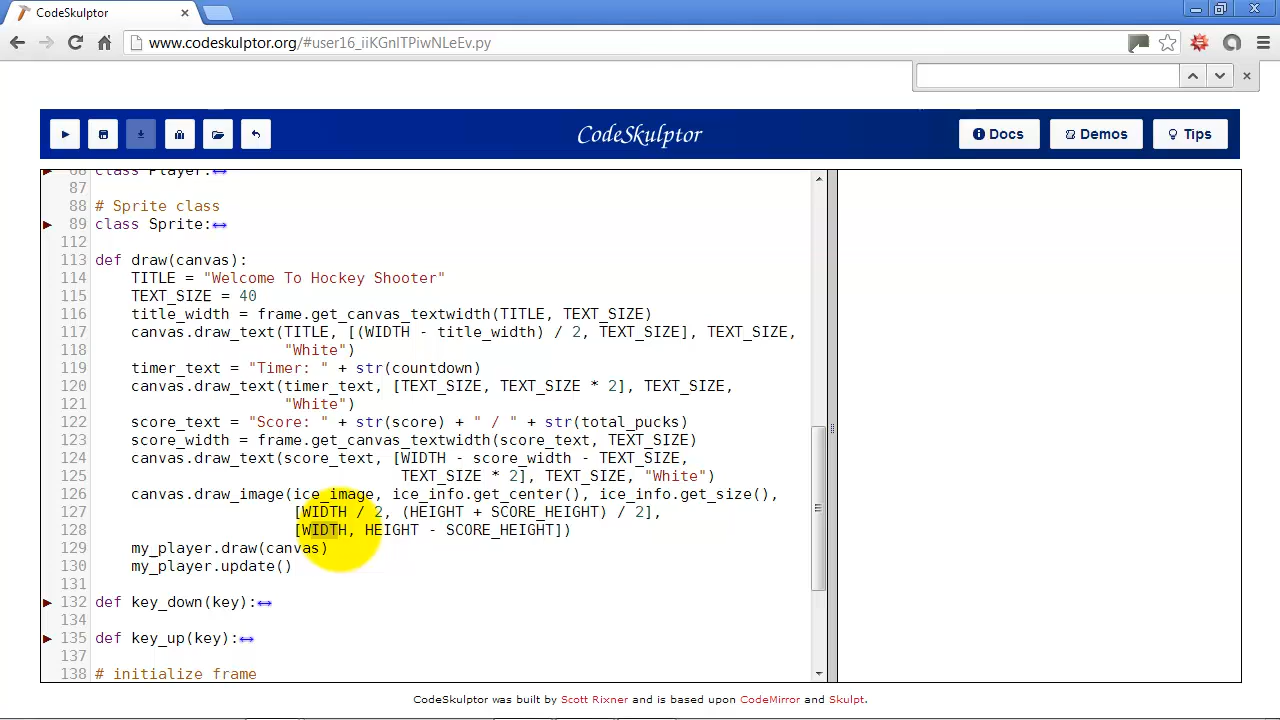 CodeSkulptor
www.codeskulptor.org/#user16_iiKGnlTPiwNLeEv.py
CodeSkulptor
Docs
Demos
Tips
86 class Player:
87
88 # Sprite class
89 class Sprite:
112
113 def draw(canvas):
114 TITLE = "Welcome To Hockey Shooter"
115 TEXT_SIZE = 40
116 title_width = frame.get_canvas_textwidth(TITLE, TEXT_SIZE)
117 canvas.draw_text(TITLE, [(WIDTH - title_width) / 2, TEXT_SIZE], TEXT_SIZE,
118 "White")
119 timer_text = "Timer: " + str(countdown)
120 canvas.draw_text(timer_text, [TEXT_SIZE, TEXT_SIZE * 2], TEXT_SIZE,
121 "White")
122 score_text = "Score: " + str(score) + " / " + str(total_pucks)
123 score_width = frame.get_canvas_textwidth(score_text, TEXT_SIZE)
124 canvas.draw_text(score_text, [WIDTH - score_width - TEXT_SIZE,
125 TEXT_SIZE * 2], TEXT_SIZE, "White")
126 canvas.draw_image(ice_image, ice_info.get_center(), ice_info.get_size(),
127 [WIDTH / 2, (HEIGHT + SCORE_HEIGHT) / 2],
128 [WIDTH, HEIGHT - SCORE_HEIGHT])
129 my_player.draw(canvas)
130 my_player.update()
131
132 def key_down(key):
134
135 def key_up(key):
137
138 # initialize frame
CodeSkulptor was built by Scott Rixner and is based upon CodeMirror and Skulpt.